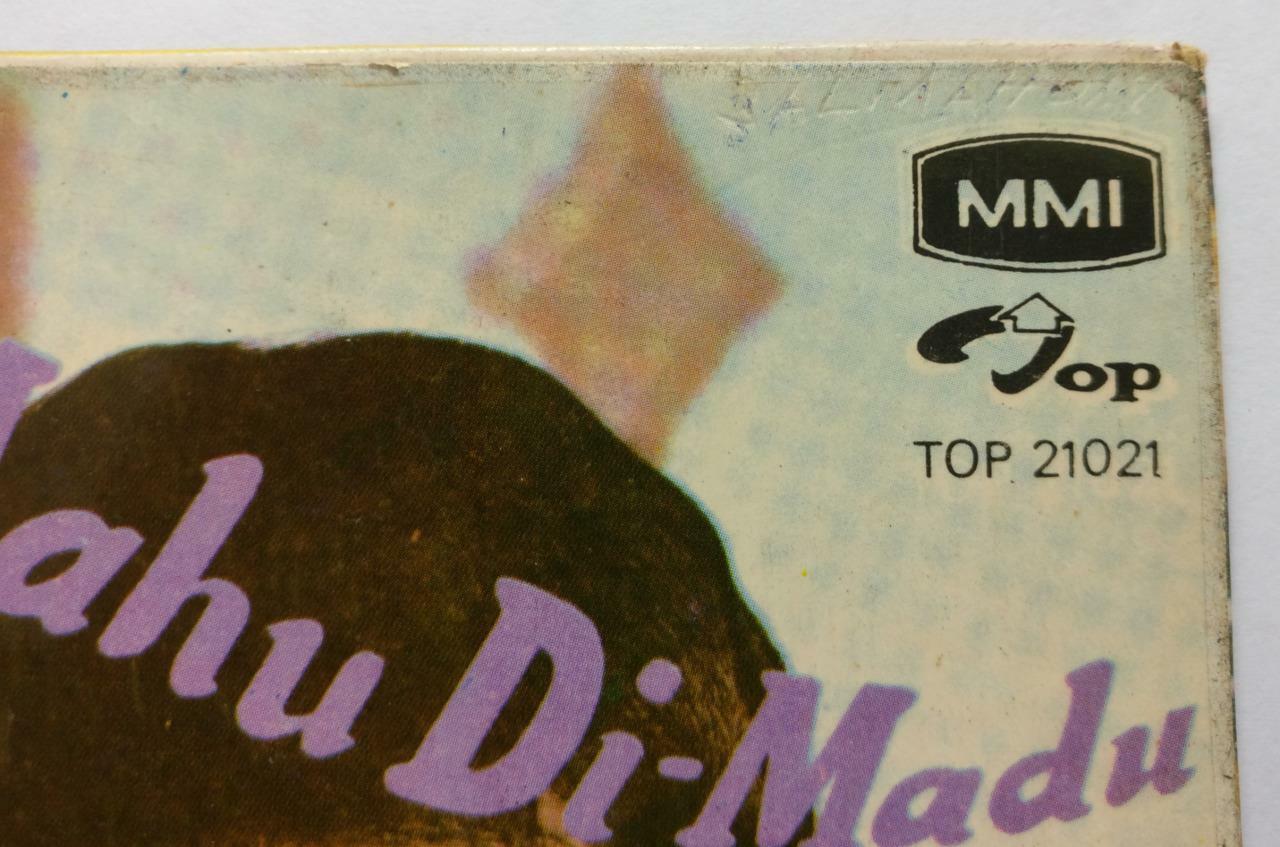 MMI
Top
TOP 21021
ahu Di-Madu